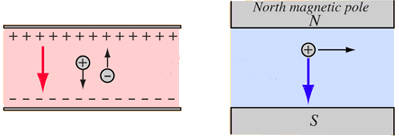 North magnetic pole
N
+ + + + + + + + + + + + +
+
−
+
− − − − − − − − − − − − −
S